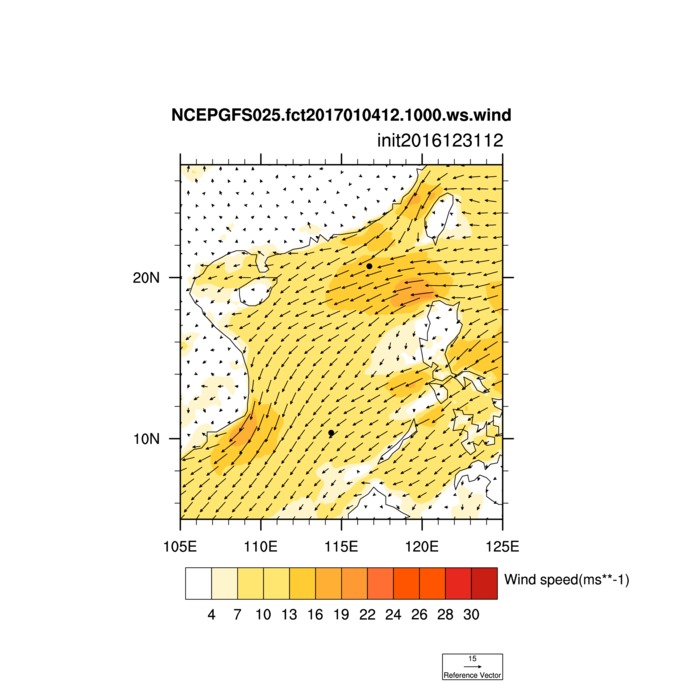 NCEPGFS025.fct2017010412.1000.ws.wind
init2016123112
20N
10N
105E 110E 115E 120E 125E
Wind speed(ms**-1)
4 7 10 13 16 19 22 24 26 28 30
15
Reference Vector